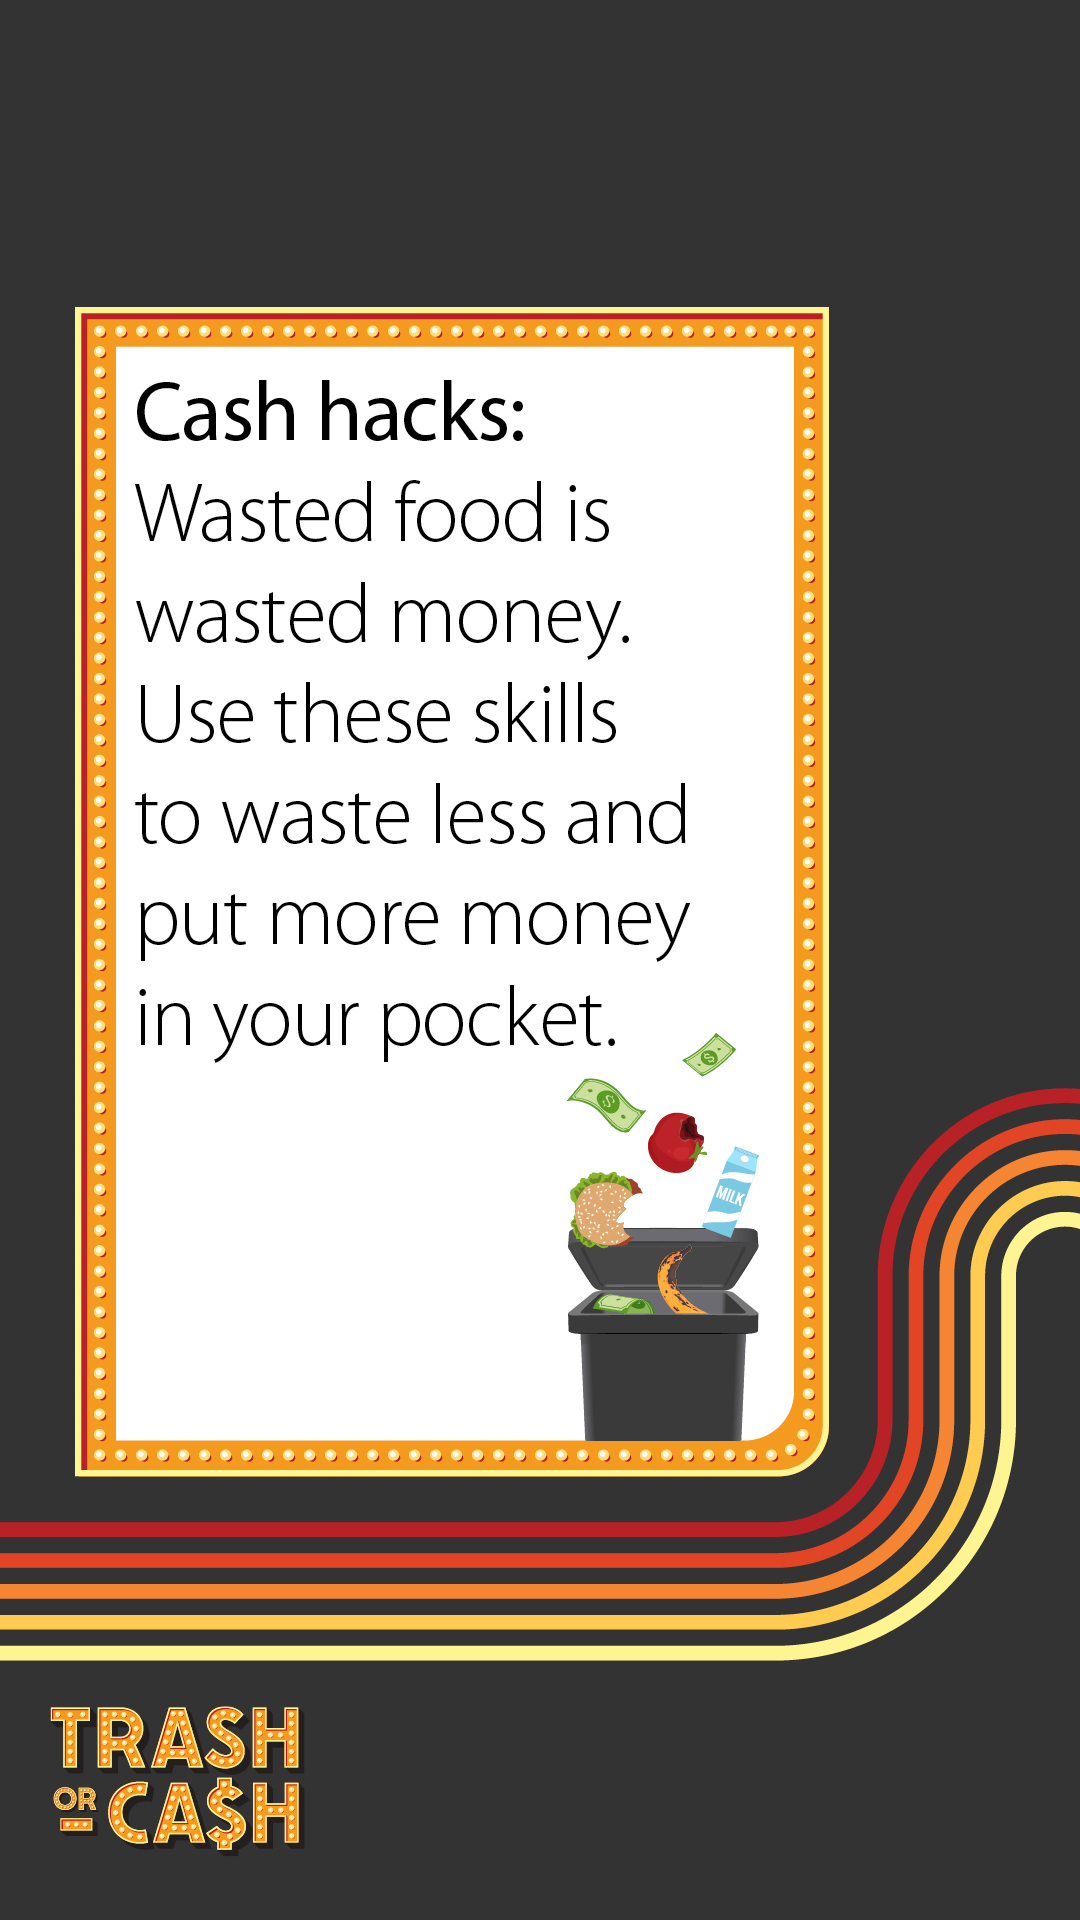 Cash hacks:
Wasted food is
wasted money.
Use these skills
to waste less and
put more money
in your pocket.
$
$
MILK
TRASH
OR CA$H